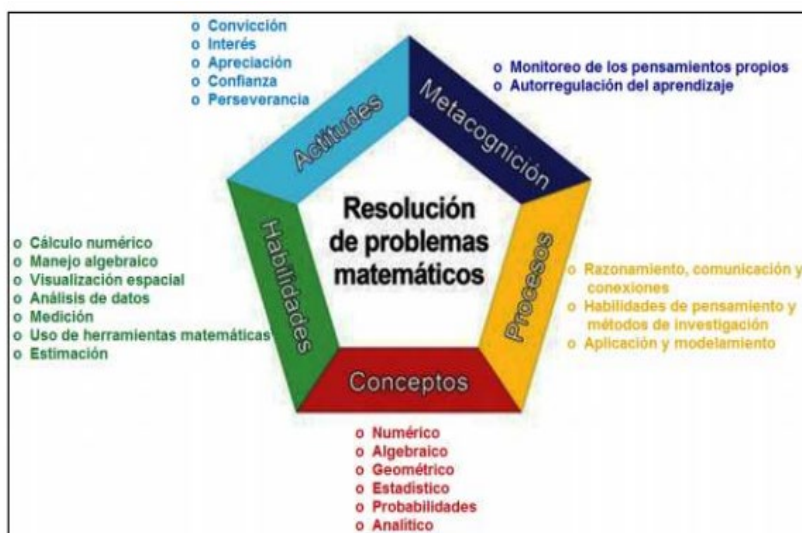 o Convicción
o Interés
o Apreciación
o Confianza
o Perseverancia
Actitudes
Metacognición
o Monitoreo de los pensamientos propios
o Autorregulación del aprendizaje
Resolución
de problemas
matemáticos
Habilidades
o Cálculo numérico
o Manejo algebraico
o Visualización espacial
o Análisis de datos
o Medición
o Uso de herramientas matemáticas
o Estimación
Procesos
o Razonamiento, comunicación y
conexiones
o Habilidades de pensamiento y
métodos de investigación
o Aplicación y modelamiento
Conceptos
o Numérico
o Algebraico
o Geométrico
o Estadístico
o Probabilidades
o Analítico